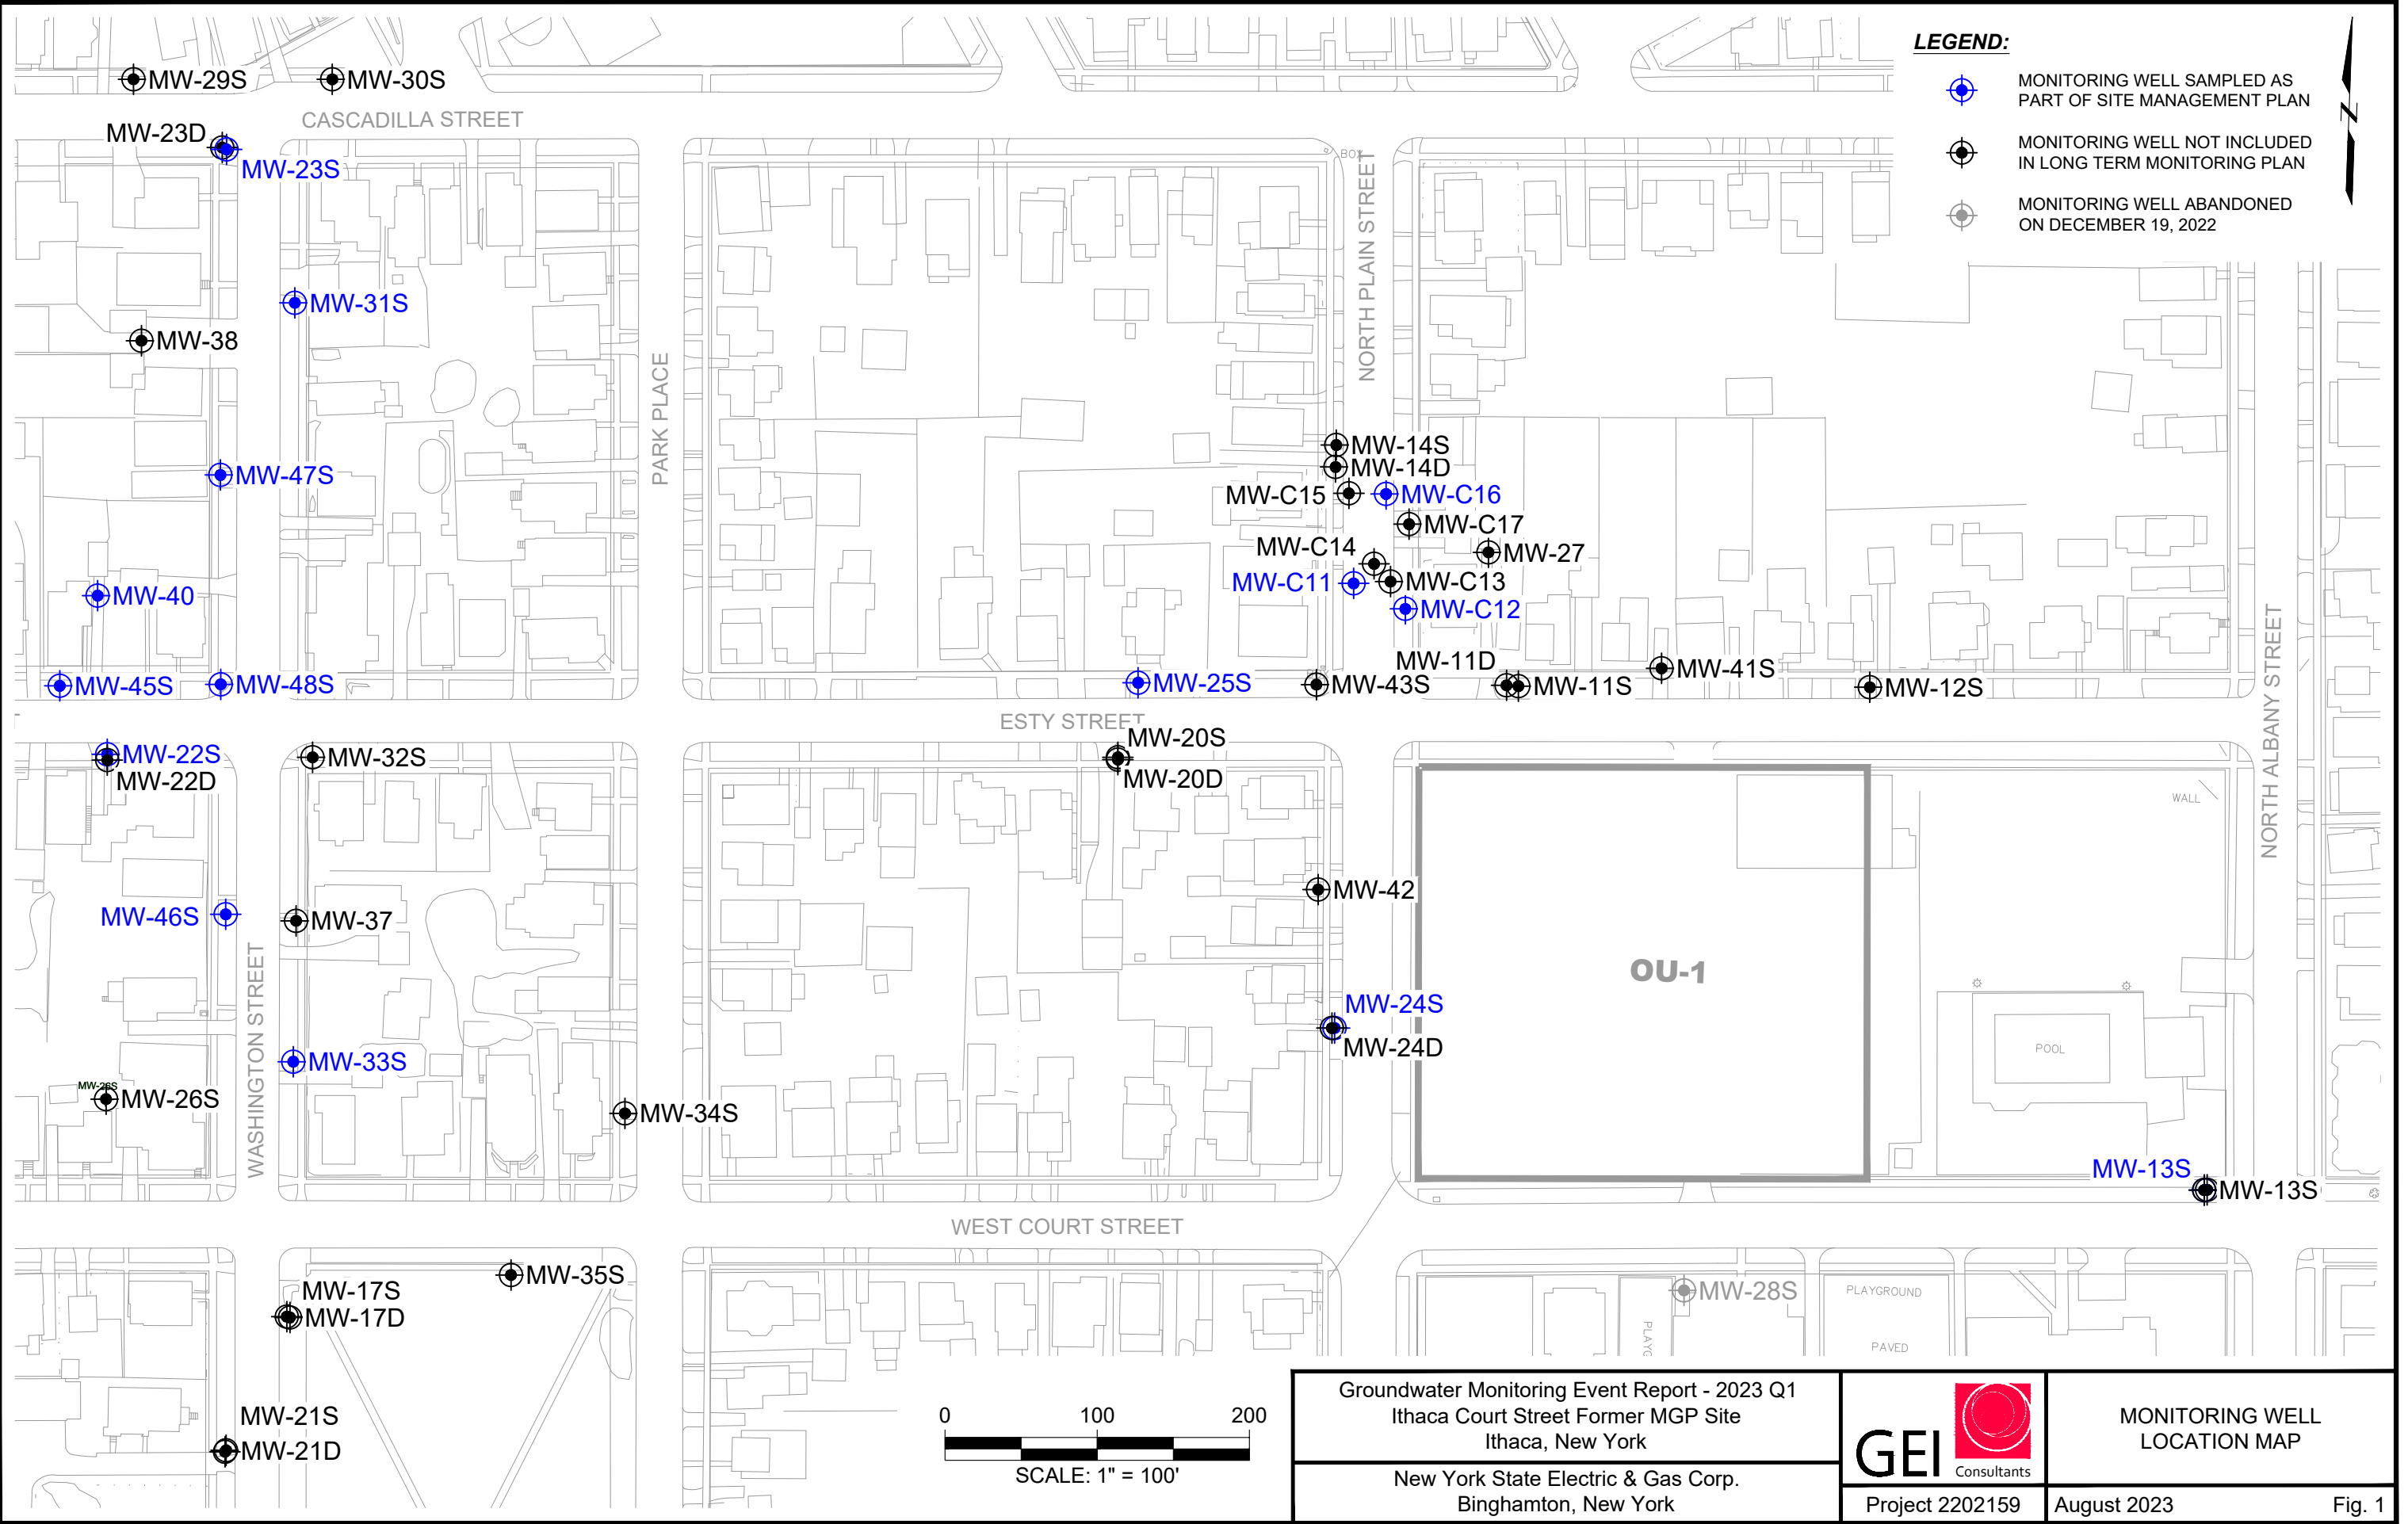 LEGEND:
MONITORING WELL SAMPLED AS
PART OF SITE MANAGEMENT PLAN
MONITORING WELL NOT INCLUDED
IN LONG TERM MONITORING PLAN
MONITORING WELL ABANDONED
ON DECEMBER 19, 2022
N
MW-29S
MW-30S
CASCADILLA STREET
MW-23D
MW-23S
BOX
NORTH PLAIN STREET
MW-31S
MW-38
PARK PLACE
MW-14S
MW-14D
MW-47S
MW-C15
MW-C16
MW-C17
MW-C14
MW-27
MW-C11
MW-C13
MW-40
MW-C12
NORTH ALBANY STREET
MW-11D
MW-41S
MW-45S
MW-48S
MW-25S
MW-43S
MW-11S
MW-12S
ESTY STREET
MW-22S
MW-32S
MW-20S
MW-22D
MW-20D
WALL
MW-42
MW-46S
MW-37
WASHINGTON STREET
OU-1
MW-24S
MW-24D
POOL
MW-33S
MW-26S
MW-26S
MW-34S
MW-13S
MW-13S
WEST COURT STREET
MW-35S
MW-17S
MW-17D
MW-28S
PLAYGROUND
PLAYG
PAVED
MW-21S
MW-21D
0 100 200
SCALE: 1" = 100'
Groundwater Monitoring Event Report - 2023 Q1
Ithaca Court Street Former MGP Site
Ithaca, New York
New York State Electric & Gas Corp.
Binghamton, New York
GEI
Consultants
Project 2202159
MONITORING WELL
LOCATION MAP
August 2023
Fig. 1